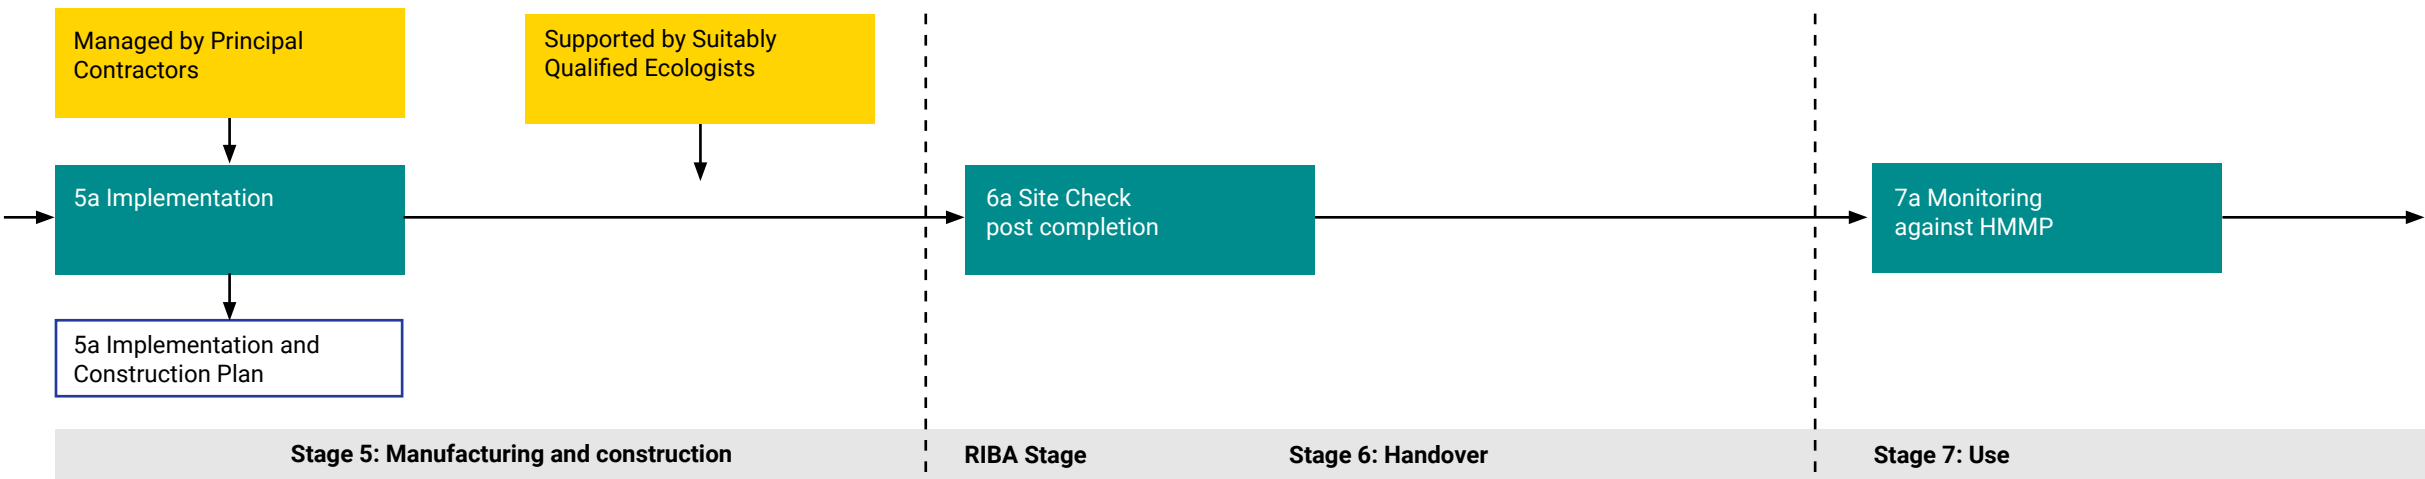 Managed by Principal
Contractors
Supported by Suitably
Qualified Ecologists
5a Implementation
6a Site Check
post completion
7a Monitoring
against HMMP
5a Implementation and
Construction Plan
Stage 5: Manufacturing and construction
RIBA Stage
Stage 6: Handover
Stage 7: Use